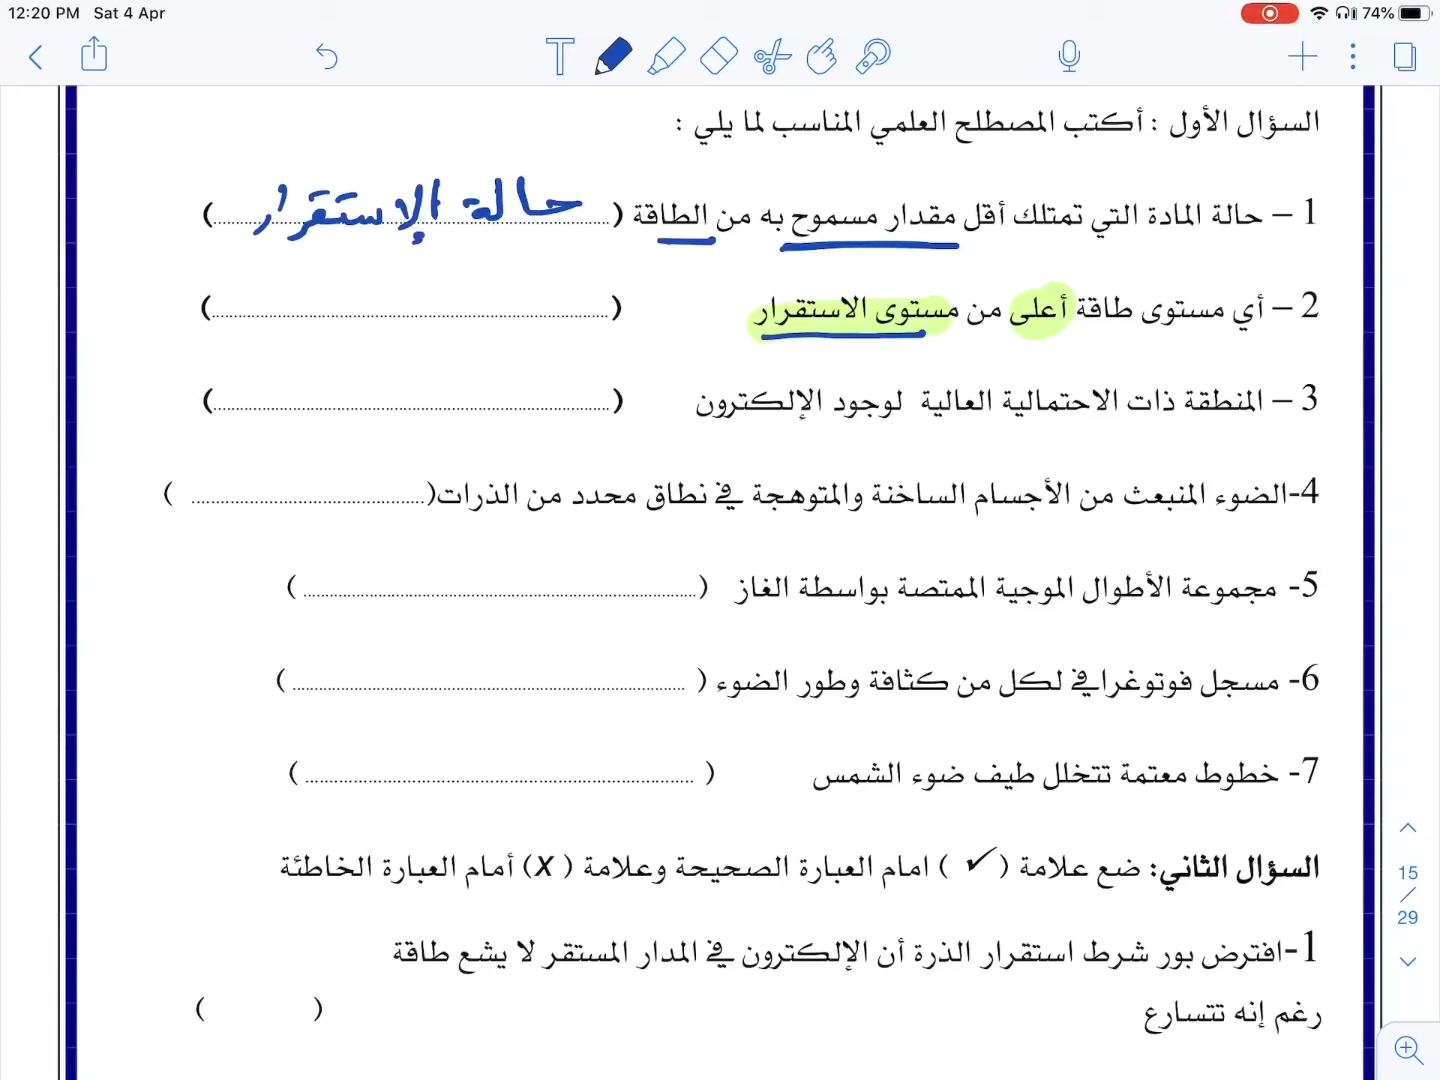 12:20 PM Sat 4 Apr 74%
السؤال الأول : أكتب المصطلح العلمي المناسب لما يلي :
1 – حالة المادة التي تمتلك أقل مقدار مسموح به من الطاقة ( حالة الإستقرار )
2 – أي مستوى طاقة أعلى من مستوى الاستقرار (..............................)
3 – المنطقة ذات الاحتمالية العالية لوجود الإلكترون (..............................)
4-الضوء المنبعث من الأجسام الساخنة والمتوهجة في نطاق محدد من الذرات(.............................. )
5- مجموعة الأطوال الموجية الممتصة بواسطة الغاز (..............................)
6- مسجل فوتوغرافي لكل من كثافة وطور الضوء ( ..............................)
7- خطوط معتمة تتخلل طيف ضوء الشمس ( ..............................)
السؤال الثاني: ضع علامة ( ✓ ) امام العبارة الصحيحة وعلامة ( X) أمام العبارة الخاطئة
1-افترض بور شرط استقرار الذرة أن الإلكترون في المدار المستقر لا يشع طاقة
رغم إنه تتسارع ( )
15
/
29